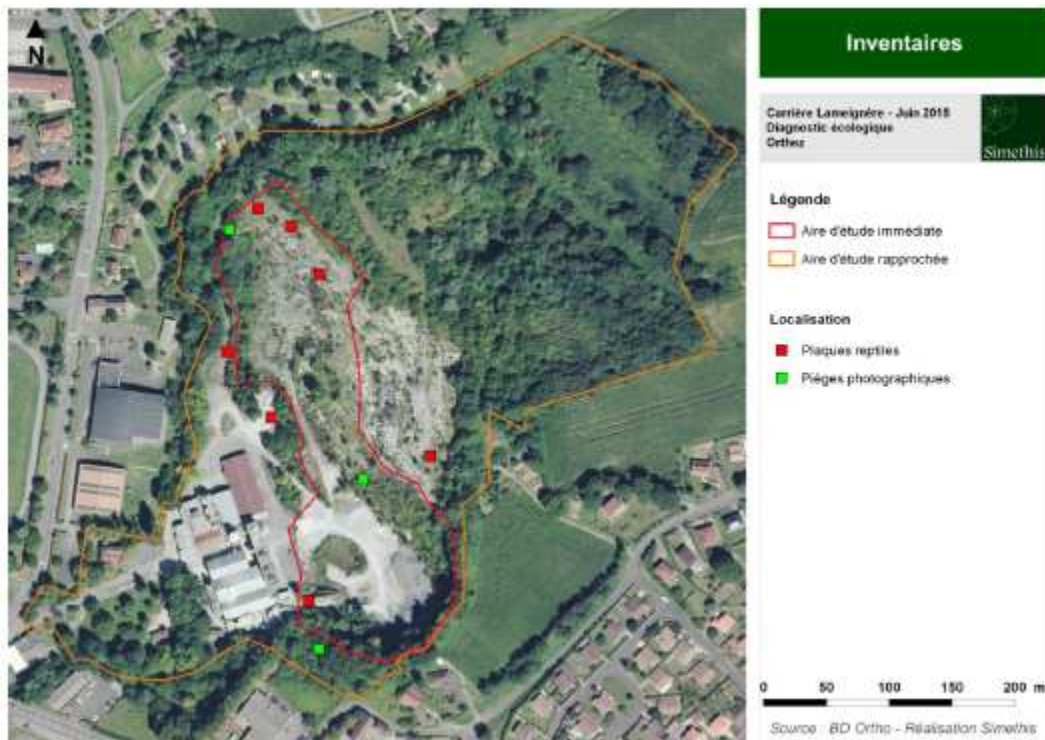 N
Inventaires
Carrière Lameignère - Juin 2015
Diagnostic écologique
Orthez
Simethis
Légende
Aire d'étude immédiate
Aire d'étude rapprochée
Localisation
Plaques reptiles
Pièges photographiques
0 50 100 150 200 m
Source : BD Ortho - Réalisation Simethis